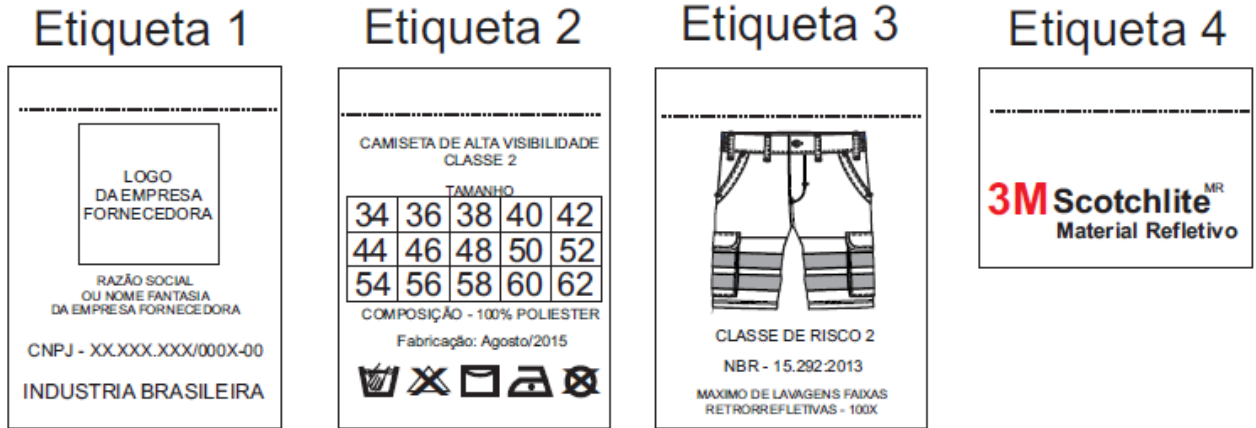 Etiqueta 1
LOGO
DA EMPRESA
FORNECEDORA
RAZÃO SOCIAL
OU NOME FANTASIA
DA EMPRESA FORNECEDORA
CNPJ - XX.XXX.XXX/000X-00
INDUSTRIA BRASILEIRA
Etiqueta 2
CAMISETA DE ALTA VISIBILIDADE
CLASSE 2
TAMANHO
34 36 38 40 42
44 46 48 50 52
54 56 58 60 62
COMPOSIÇÃO - 100% POLIESTER
Fabricação: Agosto/2015
Etiqueta 3
CLASSE DE RISCO 2
NBR - 15.292:2013
MAXIMO DE LAVAGENS FAIXAS
RETRORREFLETIVAS - 100X
Etiqueta 4
3M Scotchlite MR
Material Refletivo